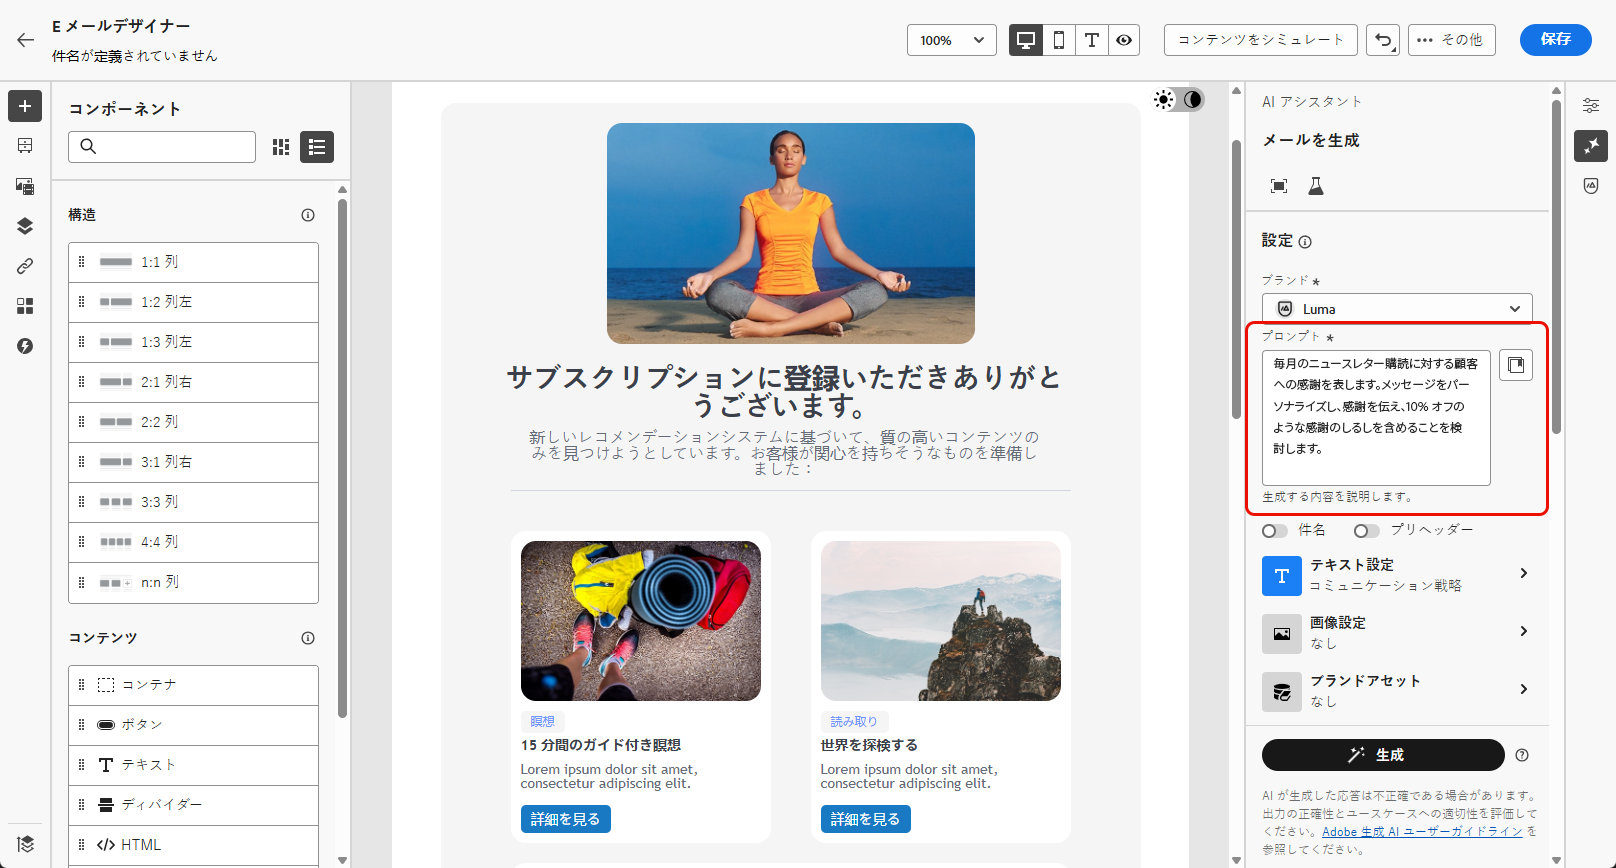 E メールデザイナー
件名が定義されていません
100%
コンテンツをシミュレート
その他
保存
コンポーネント
構造
1:1 列
1:2 列左
1:3 列左
2:1 列右
2:2 列
3:1 列右
3:3 列
4:4 列
n:n 列
コンテンツ
コンテナ
ボタン
テキスト
ディバイダー
HTML
サブスクリプションに登録いただきありがと
うございます。
新しいレコメンデーションシステムに基づいて、質の高いコンテンツの
みを見つけようとしています。お客様が関心を持ちそうなものを準備し
ました：
瞑想
15 分間のガイド付き瞑想
Lorem ipsum dolor sit amet,
consectetur adipiscing elit.
詳細を見る
読み取り
世界を探検する
Lorem ipsum dolor sit amet,
consectetur adipiscing elit.
詳細を見る
AI アシスタント
メールを生成
設定
ブランド *
Luma
プロンプト *
毎月のニュースレター購読に対する顧客
への感謝を表します。メッセージをパー
ソナライズし、感謝を伝え、10% オフの
ような感謝のしるしを含めることを検
討します。
生成する内容を説明します。
件名
プリヘッダー
テキスト設定
コミュニケーション戦略
画像設定
なし
ブランドアセット
なし
生成
AI が生成した応答は不正確である場合があります。
出力の正確性とユースケースへの適切性を評価して
ください。Adobe 生成 AI ユーザーガイドライン を
参照してください。